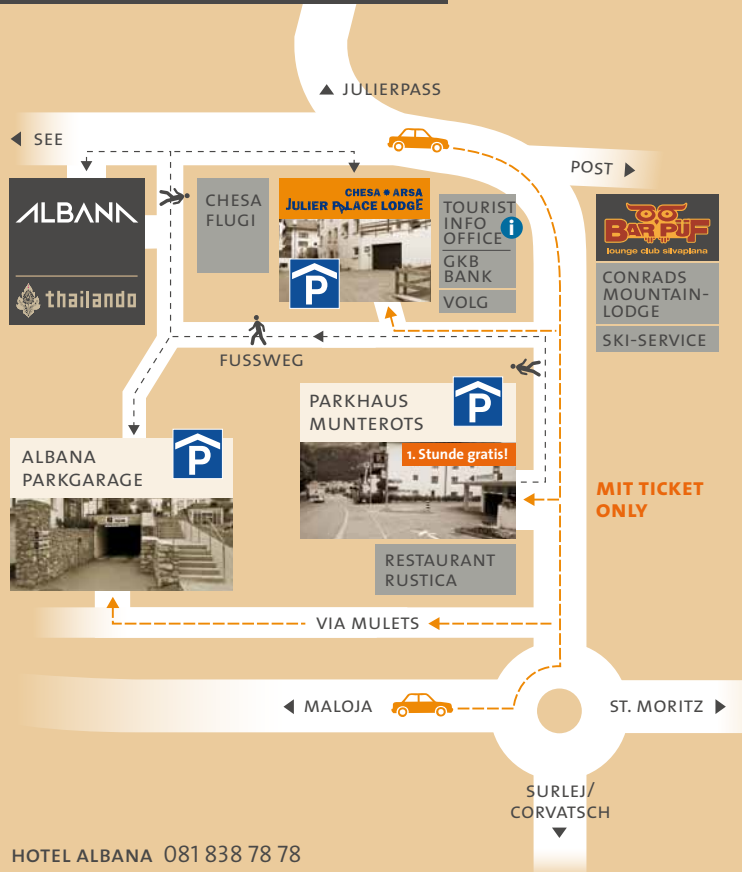 JULIERPASS
SEE
POST
ALBANA
thailando
CHESA
FLUGI
CHESA * ARSA
JULIER PALACE LODGE
P
TOURIST
INFO
OFFICE i
GKB
BANK
VOLG
BAR PÜF
lounge club silvaplana
CONRADS
MOUNTAIN-
LODGE
SKI-SERVICE
FUSSWEG
PARKHAUS
MUNTEROTS
P
1. Stunde gratis!
ALBANA
PARKGARAGE
P
MIT TICKET
ONLY
RESTAURANT
RUSTICA
VIA MULETS
MALOJA
ST. MORITZ
SURLEJ/
CORVATSCH
HOTEL ALBANA 081 838 78 78